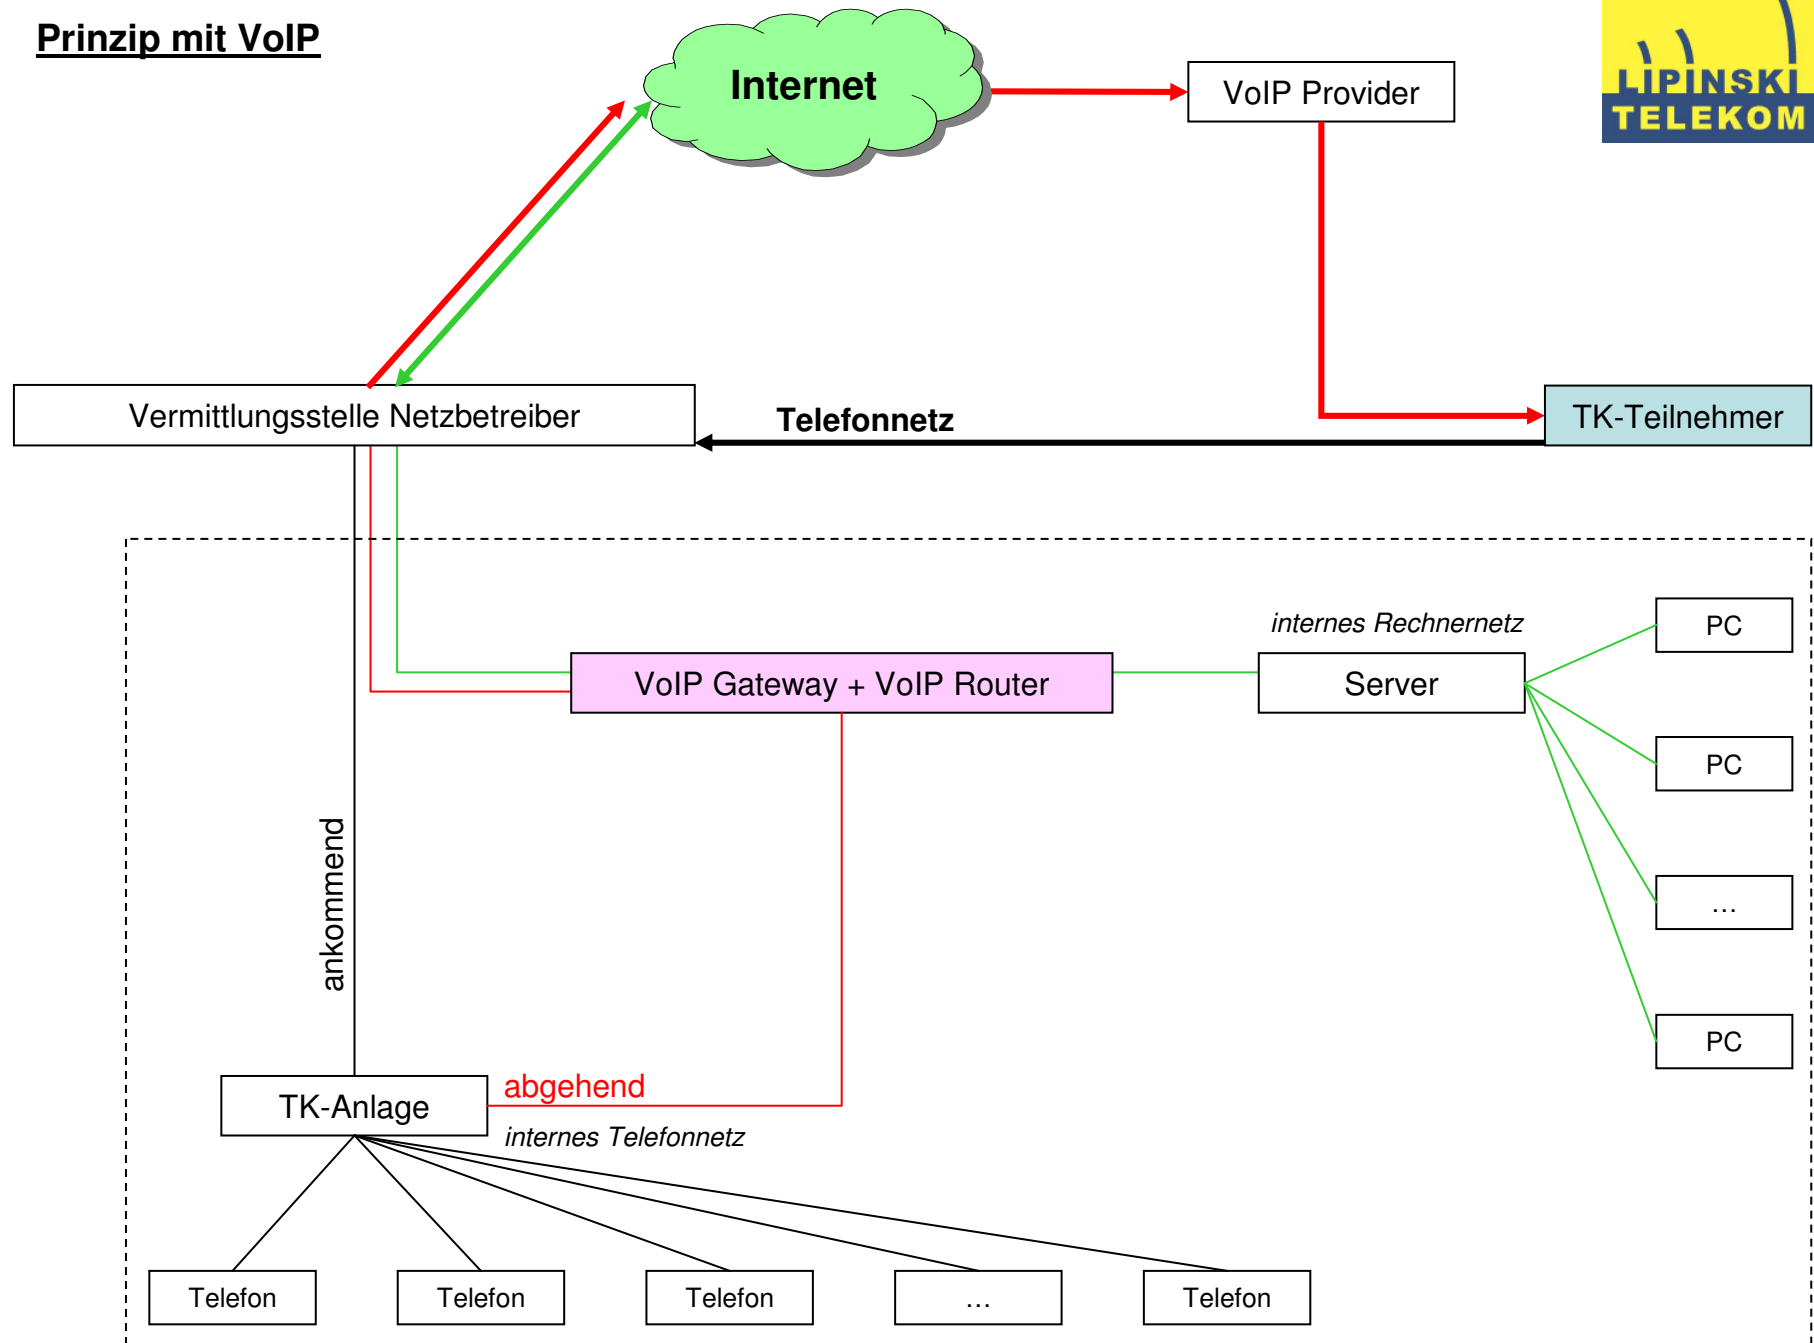 Prinzip mit VoIP
Internet
VoIP Provider
LIPINSKI
TELEKOM
Vermittlungsstelle Netzbetreiber
Telefonnetz
TK-Teilnehmer
internes Rechnernetz
PC
VoIP Gateway + VoIP Router
Server
PC
ankommend
…
PC
TK-Anlage
abgehend
internes Telefonnetz
Telefon
Telefon
Telefon
…
Telefon